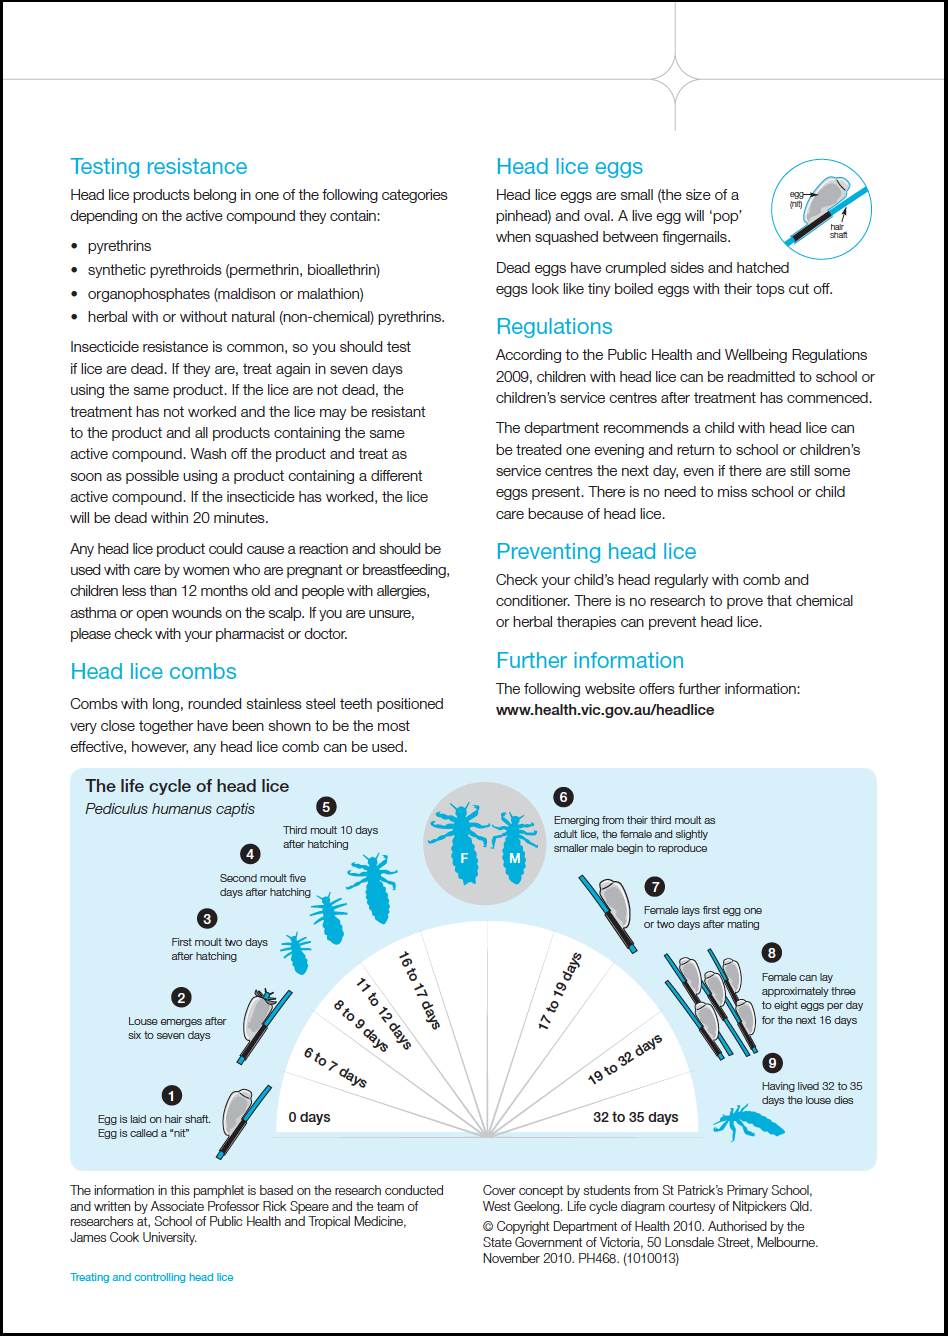 Testing resistance
Head lice products belong in one of the following categories
depending on the active compound they contain:
• pyrethrins
• synthetic pyrethroids (permethrin, bioallethrin)
• organophosphates (maldison or malathion)
• herbal with or without natural (non-chemical) pyrethrins.
Insecticide resistance is common, so you should test
if lice are dead. If they are, treat again in seven days
using the same product. If the lice are not dead, the
treatment has not worked and the lice may be resistant
to the product and all products containing the same
active compound. Wash off the product and treat as
soon as possible using a product containing a different
active compound. If the insecticide has worked, the lice
will be dead within 20 minutes.
Any head lice product could cause a reaction and should be
used with care by women who are pregnant or breastfeeding,
children less than 12 months old and people with allergies,
asthma or open wounds on the scalp. If you are unsure,
please check with your pharmacist or doctor.
Head lice combs
Combs with long, rounded stainless steel teeth positioned
very close together have been shown to be the most
effective, however, any head lice comb can be used.
Head lice eggs
Head lice eggs are small (the size of a
pinhead) and oval. A live egg will ‘pop’
when squashed between fingernails.
Dead eggs have crumpled sides and hatched
eggs look like tiny boiled eggs with their tops cut off.
egg
(nit)
hair
shaft
Regulations
According to the Public Health and Wellbeing Regulations
2009, children with head lice can be readmitted to school or
children’s service centres after treatment has commenced.
The department recommends a child with head lice can
be treated one evening and return to school or children’s
service centres the next day, even if there are still some
eggs present. There is no need to miss school or child
care because of head lice.
Preventing head lice
Check your child’s head regularly with comb and
conditioner. There is no research to prove that chemical
or herbal therapies can prevent head lice.
Further information
The following website offers further information:
www.health.vic.gov.au/headlice
The life cycle of head lice
Pediculus humanus captis
1
Egg is laid on hair shaft.
Egg is called a “nit”
2
Louse emerges after
six to seven days
3
First moult two days
after hatching
4
Second moult five
days after hatching
5
Third moult 10 days
after hatching
F
M
6
Emerging from their third moult as
adult lice, the female and slightly
smaller male begin to reproduce
7
Female lays first egg one
or two days after mating
8
Female can lay
approximately three
to eight eggs per day
for the next 16 days
9
Having lived 32 to 35
days the louse dies
0 days
6 to 7 days
8 to 9 days
11 to 12 days
16 to 17 days
17 to 19 days
19 to 32 days
32 to 35 days
The information in this pamphlet is based on the research conducted
and written by Associate Professor Rick Speare and the team of
researchers at, School of Public Health and Tropical Medicine,
James Cook University.
Cover concept by students from St Patrick’s Primary School,
West Geelong. Life cycle diagram courtesy of Nitpickers Qld.
© Copyright Department of Health 2010. Authorised by the
State Government of Victoria, 50 Lonsdale Street, Melbourne.
November 2010. PH468. (1010013)
Treating and controlling head lice